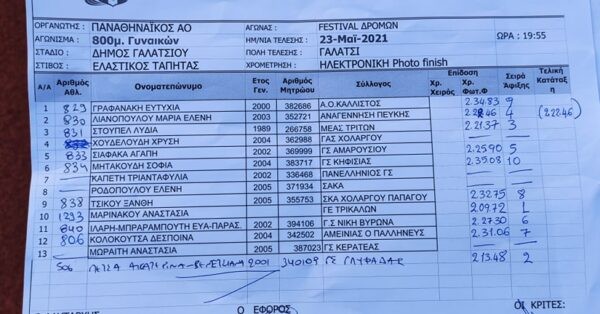 ΟΡΓΑΝΩΤΗΣ : ΠΑΝΑΘΗΝΑΪΚΟΣ ΑΟ ΑΓΩΝΑΣ : FESTIVAL ΔΡΟΜΩΝ
ΑΓΩΝΙΣΜΑ : 800μ. Γυναικών ΗΜ/ΝΙΑ ΤΕΛΕΣΗΣ : 23-Μαϊ-2021 ΩΡΑ : 19:55
ΣΤΑΔΙΟ : ΔΗΜΟΣ ΓΑΛΑΤΣΙΟΥ ΠΟΛΗ ΤΕΛΕΣΗΣ : ΓΑΛΑΤΣΙ
ΣΤΙΒΟΣ : ΕΛΑΣΤΙΚΟΣ ΤΑΠΗΤΑΣ ΧΡΟΝΟΜΕΤΡΗΣΗ : ΗΛΕΚΤΡΟΝΙΚΗ Photo finish
Α/Α Αριθμός Αθλ. Ονοματεπώνυμο Ετος Γεν. Αριθμός Μητρώου Σύλλογος Επίδοση Χρ. Χειρός Χρ. Φωτ.Φ Σειρά Άφιξης Τελική Κατάταξη
1 829 ΓΡΑΦΑΝΑΚΗ ΕΥΤΥΧΙΑ 2000 382686 Α.Ο.ΚΑΛΛΙΣΤΟΣ 2.34.83 9
2 830 ΛΙΑΝΟΠΟΥΛΟΥ ΜΑΡΙΑ ΕΛΕΝΗ 2003 352721 ΑΝΑΓΕΝΝΗΣΗ ΠΕΥΚΗΣ 4 (2.22.46)
3 831 ΣΤΟΥΠΕΛ ΛΥΔΙΑ 1989 266758 ΜΕΑΣ ΤΡΙΤΩΝ 2.21.37 3
4 ΧΟΥΔΕΛΟΥΔΗ ΧΡΥΣΗ 2004 362988 ΓΑΣ ΧΟΛΑΡΓΟΥ
5 833 ΣΙΑΦΑΚΑ ΑΓΑΠΗ 2002 369999 ΓΣ ΑΜΑΡΟΥΣΙΟΥ 2.25.90 5
6 834 ΜΗΤΑΚΟΥΔΗ ΣΟΦΙΑ 2004 383717 ΓΣ ΚΗΦΙΣΙΑΣ 2.35.08 10
7 ΚΑΠΕΤΗ ΤΡΙΑΝΤΑΦΥΛΙΑ 2002 336468 ΠΑΝΕΛΛΗΝΙΟΣ ΓΣ
8 ΡΟΔΟΠΟΥΛΟΥ ΕΛΕΝΗ 2005 371934 ΣΑΚΑ
9 838 ΤΣΙΚΟΥ ΞΑΝΘΗ 2005 355753 ΣΚΑ ΧΟΛΑΡΓΟΥ ΠΑΠΑΓΟΥ 2.32.75 8
10 1233 ΜΑΡΙΝΑΚΟΥ ΑΝΑΣΤΑΣΙΑ ΓΕ ΤΡΙΚΑΛΩΝ 2.09.72 1
11 840 ΙΛΑΡΗ-ΜΠΡΑΡΑΜΠΟΥΤΗ ΕΥΑ-ΠΑΡΑΣ. 2002 394106 Γ.Σ ΝΙΚΗ ΒΥΡΩΝΑ 2.27.30 6
12 806 ΚΟΛΟΚΟΥΤΣΑ ΔΕΣΠΟΙΝΑ 2004 342502 ΑΜΕΙΝΙΑΣ Ο ΠΑΛΛΗΝΕΥΣ 2.31.06 7
13 ΜΩΡΑΙΤΗ ΑΝΑΣΤΑΣΙΑ 2005 387023 ΓΣ ΚΕΡΑΤΕΑΣ
506 2001 340109 ΓΣ ΓΛΥΦΑΔΑΣ 2.13.48 2
Ο ΕΦΟΡΟΣ ΟΙ ΚΡΙΤΕΣ: